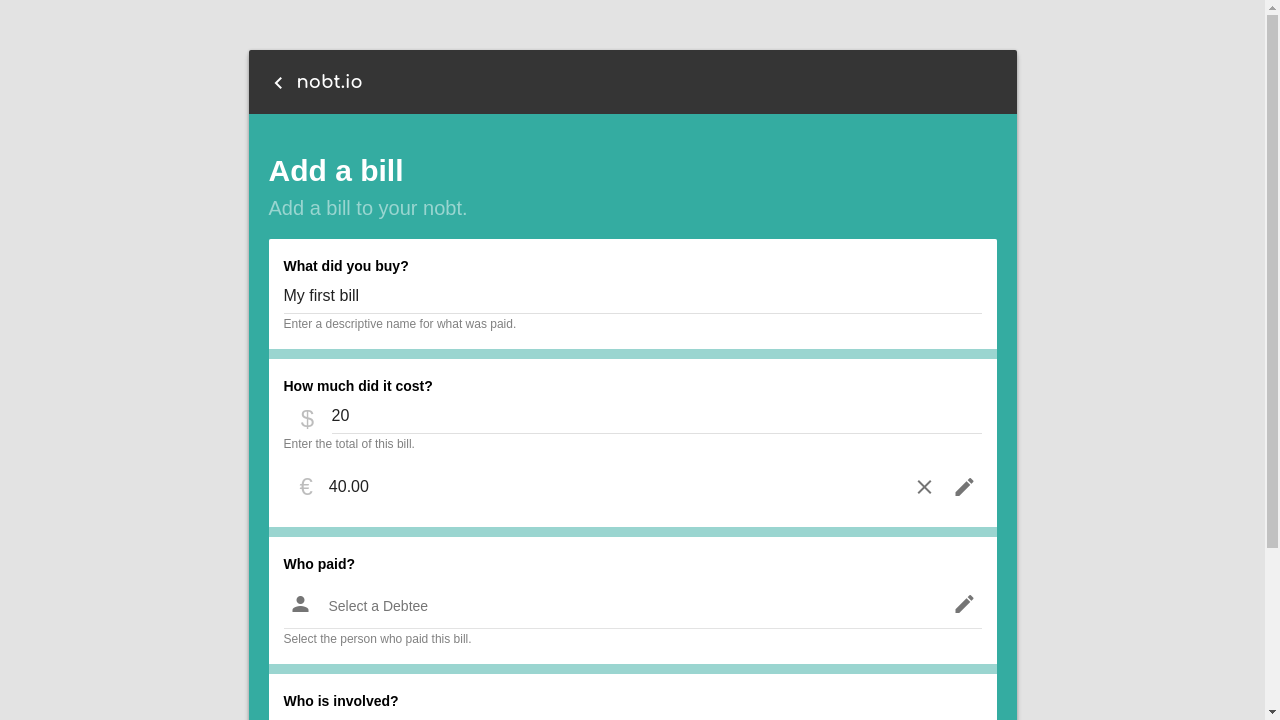 nobt.io
Add a bill
Add a bill to your nobt.
What did you buy?
My first bill
Enter a descriptive name for what was paid.
How much did it cost?
$ 20
Enter the total of this bill.
€ 40.00
Who paid?
Select a Debtee
Select the person who paid this bill.
Who is involved?